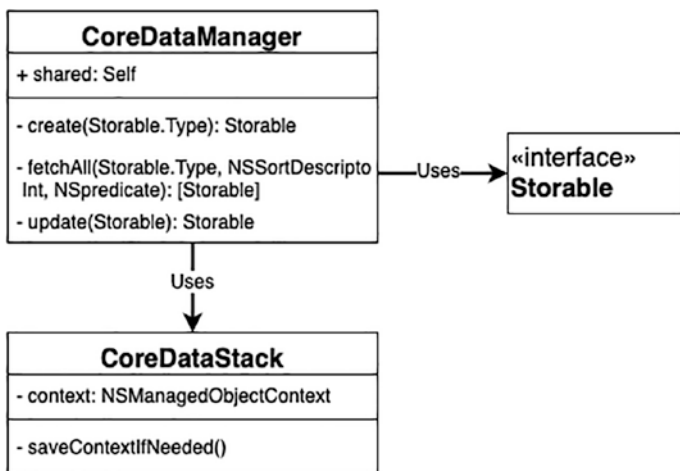 CoreDataManager
+ shared: Self
- create(Storable.Type): Storable
- fetchAll(Storable.Type, NSSortDescripto
Int, NSpredicate): [Storable]
- update(Storable): Storable
Uses
«interface»
Storable
Uses
CoreDataStack
- context: NSManagedObjectContext
- saveContextIfNeeded()